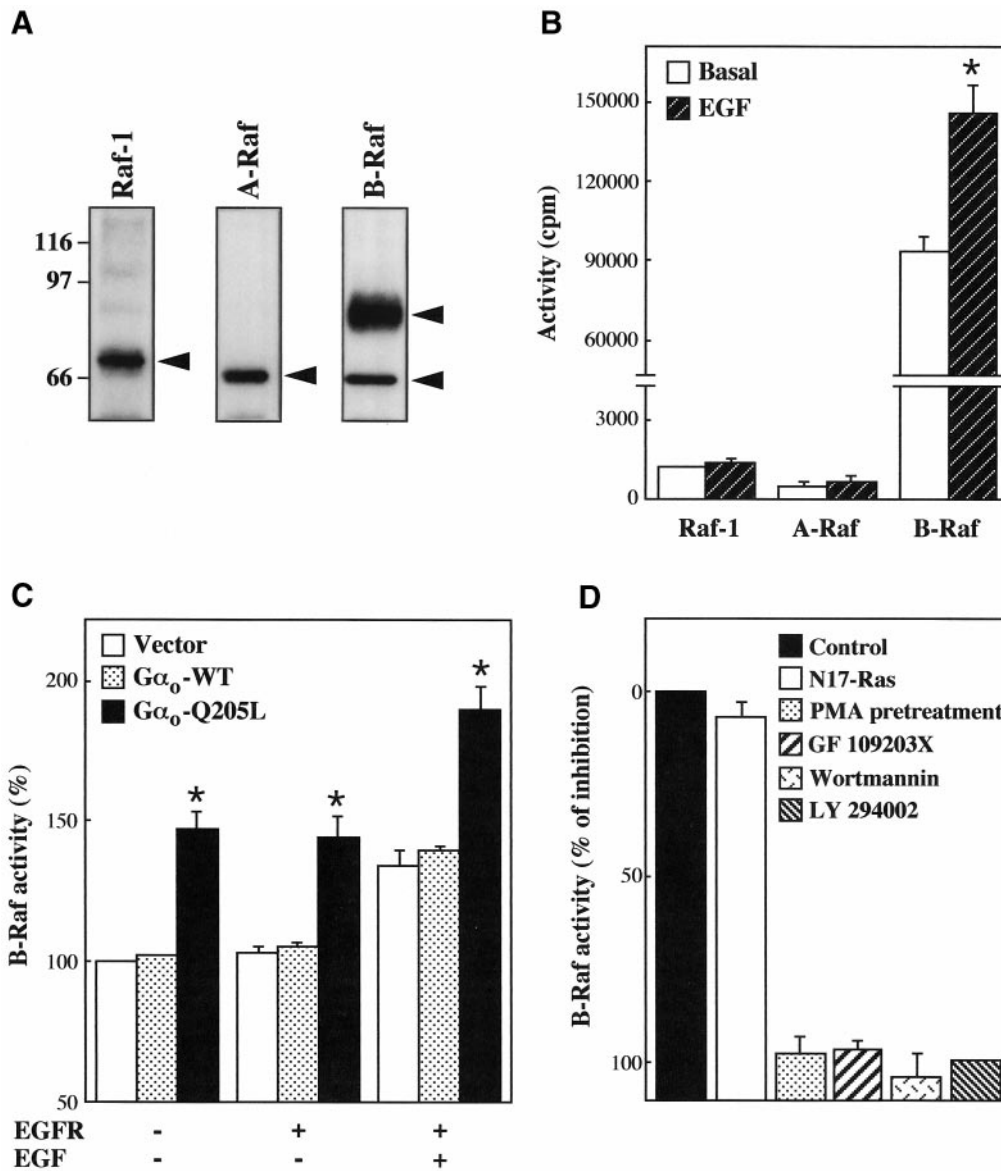 A
Raf-1
A-Raf
B-Raf
116
97
66
B
Basal
EGF
*
Activity (cpm)
150000
120000
90000
60000
3000
0
Raf-1 A-Raf B-Raf
C
Vector
Gαo-WT
Gαo-Q205L
* * *
B-Raf activity (%)
200
150
100
50
EGFR - + +
EGF - - +
D
Control
N17-Ras
PMA pretreatment
GF 109203X
Wortmannin
LY 294002
B-Raf activity (% of inhibition)
0
50
100